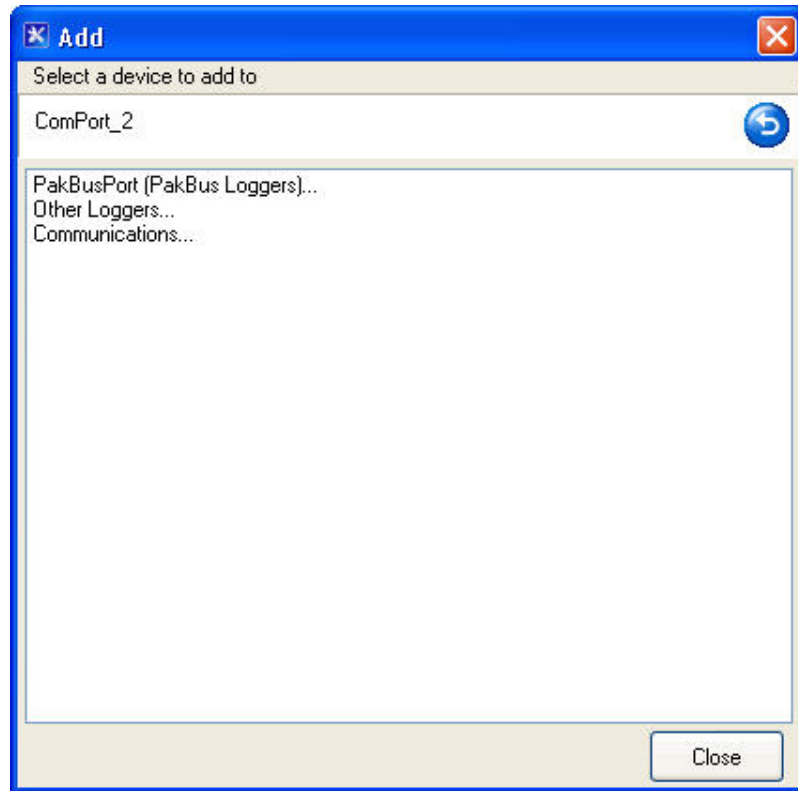 Add
Select a device to add to
ComPort_2
PakBusPort (PakBus Loggers)...
Other Loggers...
Communications...
Close